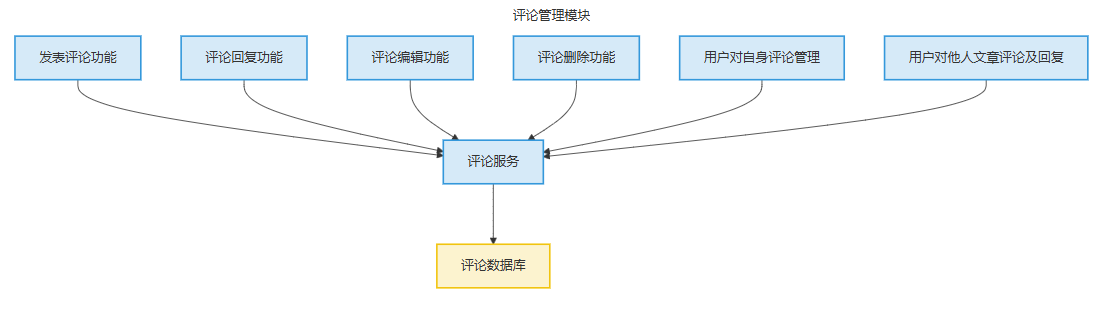 评论管理模块
发表评论功能
评论回复功能
评论编辑功能
评论删除功能
用户对自身评论管理
用户对他人文章评论及回复
评论服务
评论数据库